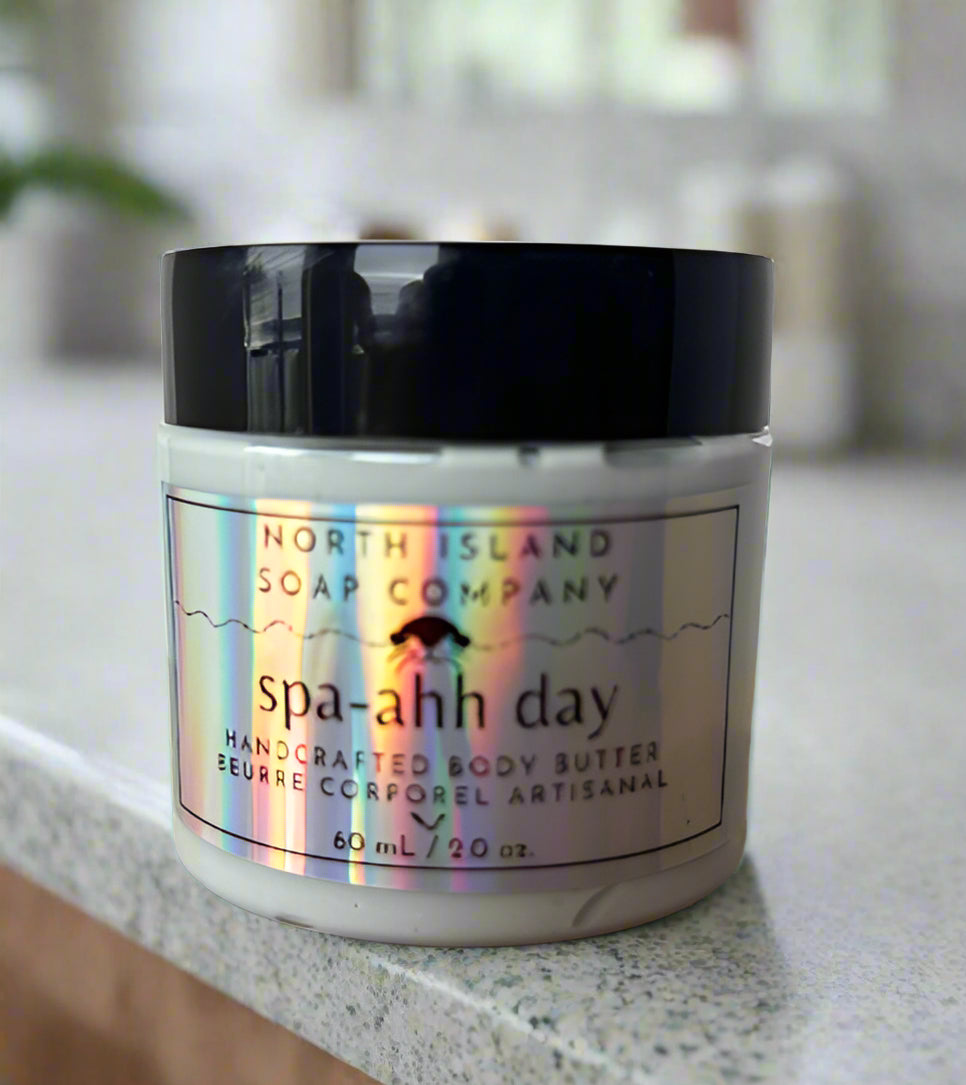 NORTH ISLAND
SOAP COMPANY
spa-ahh day
HANDCRAFTED BODY BUTTER
BEURRE CORPOREL ARTISANAL
60 mL / 20 oz.